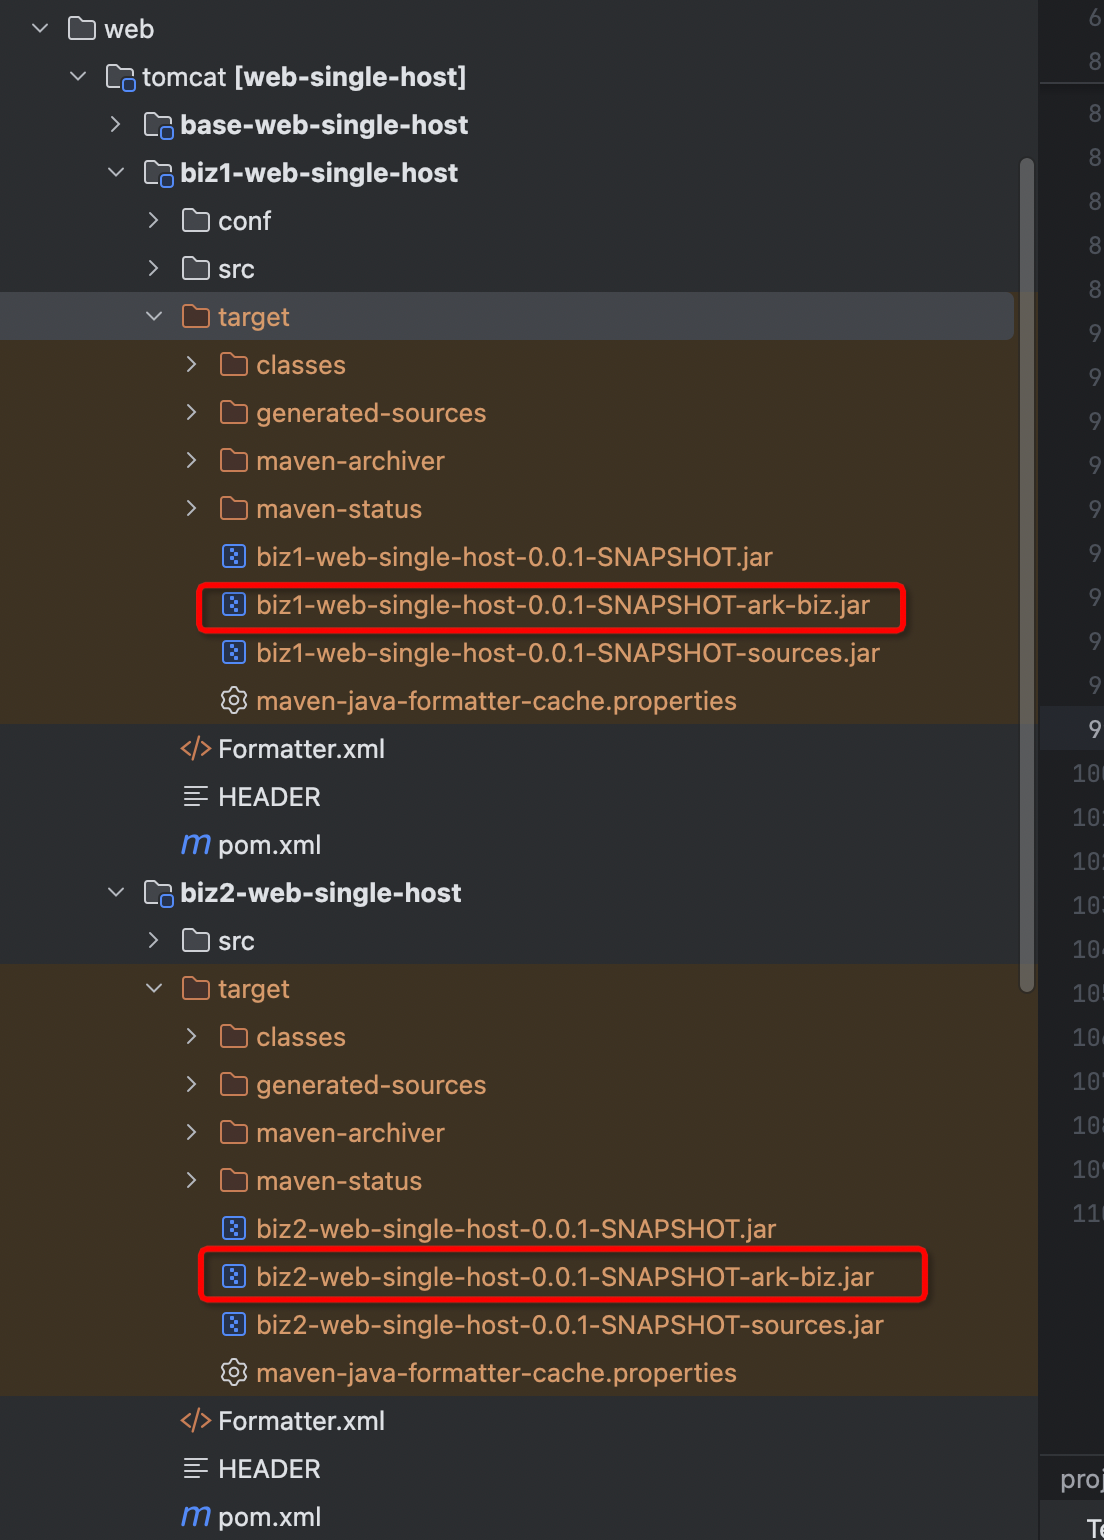 web
tomcat [web-single-host]
base-web-single-host
biz1-web-single-host
conf
src
target
classes
generated-sources
maven-archiver
maven-status
biz1-web-single-host-0.0.1-SNAPSHOT.jar
biz1-web-single-host-0.0.1-SNAPSHOT-ark-biz.jar
biz1-web-single-host-0.0.1-SNAPSHOT-sources.jar
maven-java-formatter-cache.properties
</> Formatter.xml
HEADER
m pom.xml
biz2-web-single-host
src
target
classes
generated-sources
maven-archiver
maven-status
biz2-web-single-host-0.0.1-SNAPSHOT.jar
biz2-web-single-host-0.0.1-SNAPSHOT-ark-biz.jar
biz2-web-single-host-0.0.1-SNAPSHOT-sources.jar
maven-java-formatter-cache.properties
</> Formatter.xml
HEADER
m pom.xml